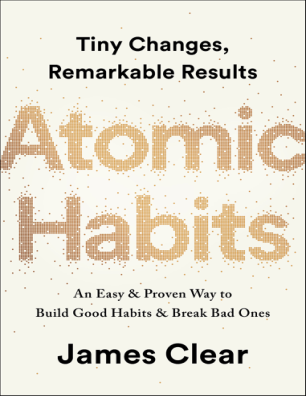 Tiny Changes,
Remarkable Results
Atomic
Habits
An Easy & Proven Way to
Build Good Habits & Break Bad Ones
James Clear